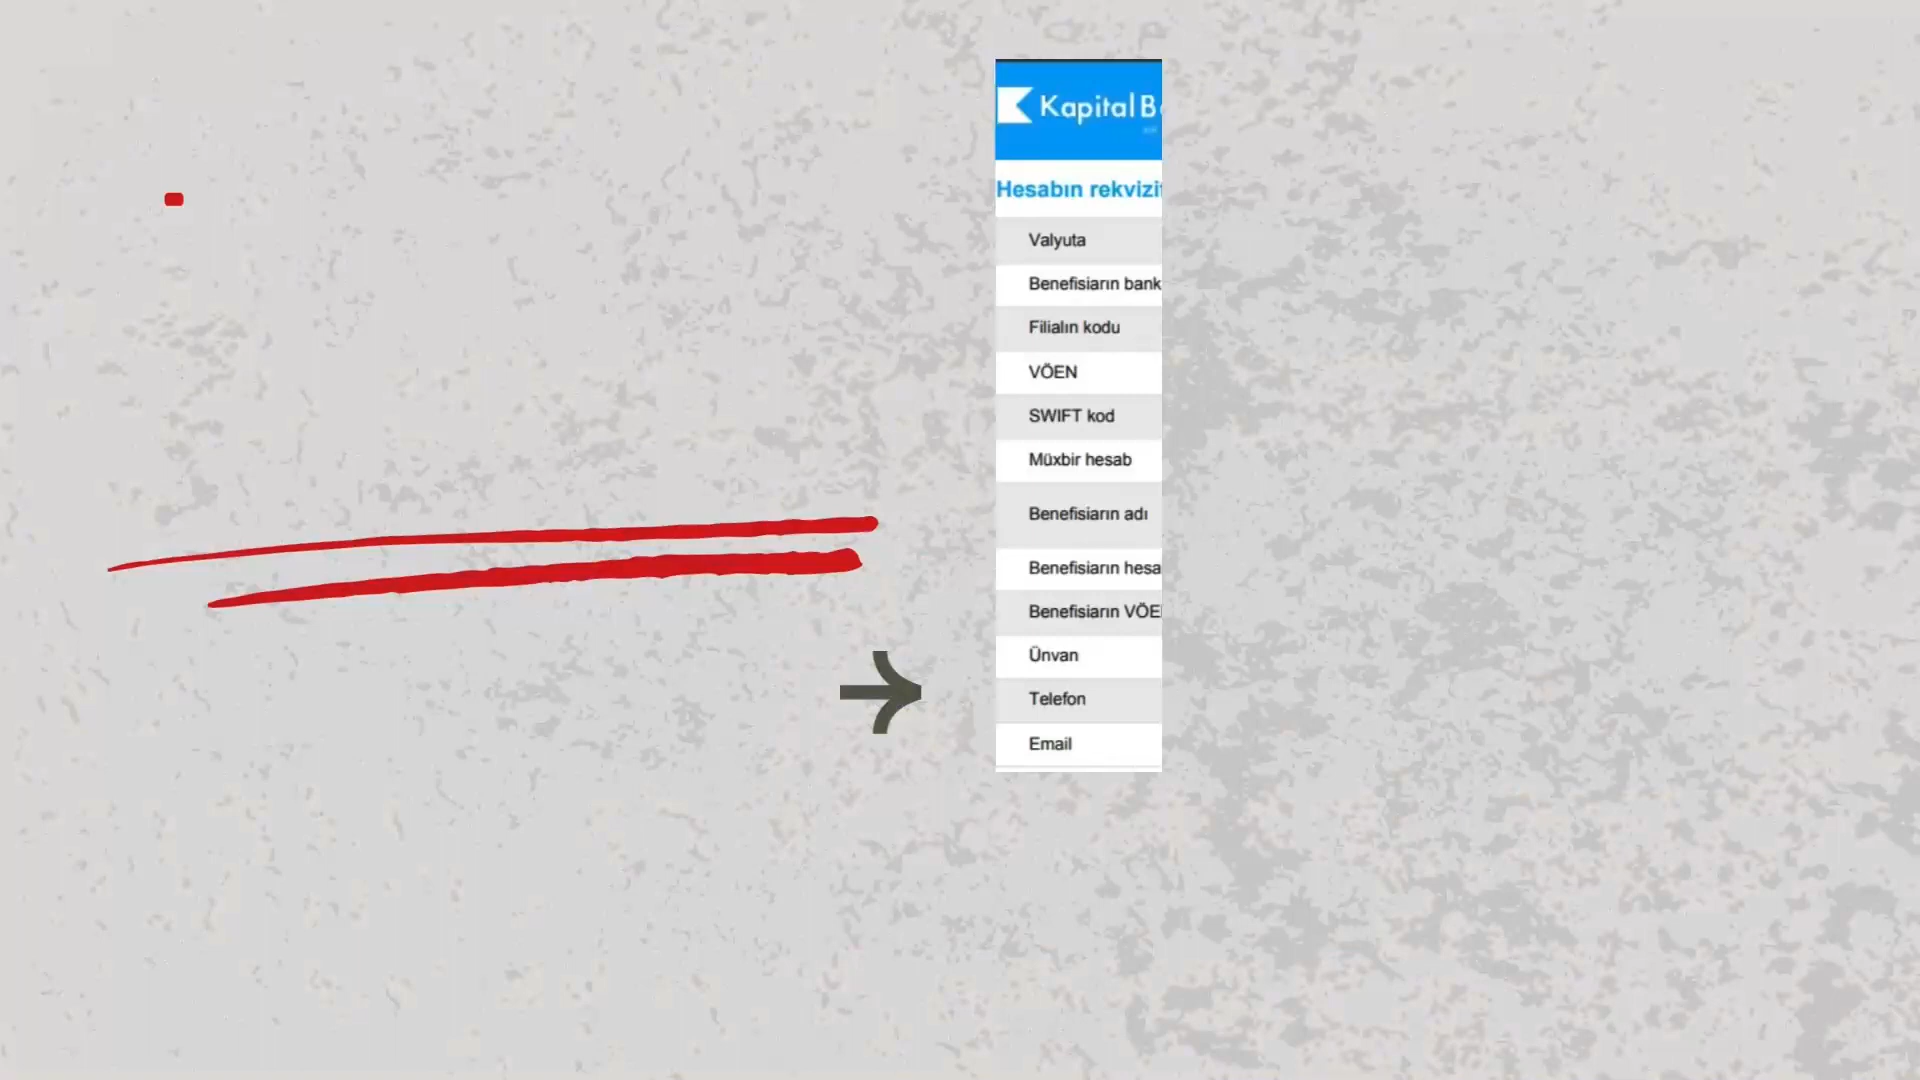 Kapital B
Hesabın rekvizi
Valyuta
Benefisiarın bank
Filialın kodu
VÖEN
SWIFT kod
Müxbir hesab
Benefisiarın adı
Benefisiarın hesa
Benefisiarın VÖE
Ünvan
Telefon
Email